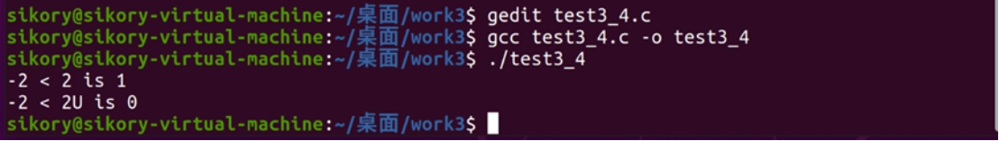 sikory@sikory-virtual-machine:~/桌面/work3$ gedit test3_4.c
sikory@sikory-virtual-machine:~/桌面/work3$ gcc test3_4.c -o test3_4
sikory@sikory-virtual-machine:~/桌面/work3$ ./test3_4
-2 < 2 is 1
-2 < 2U is 0
sikory@sikory-virtual-machine:~/桌面/work3$